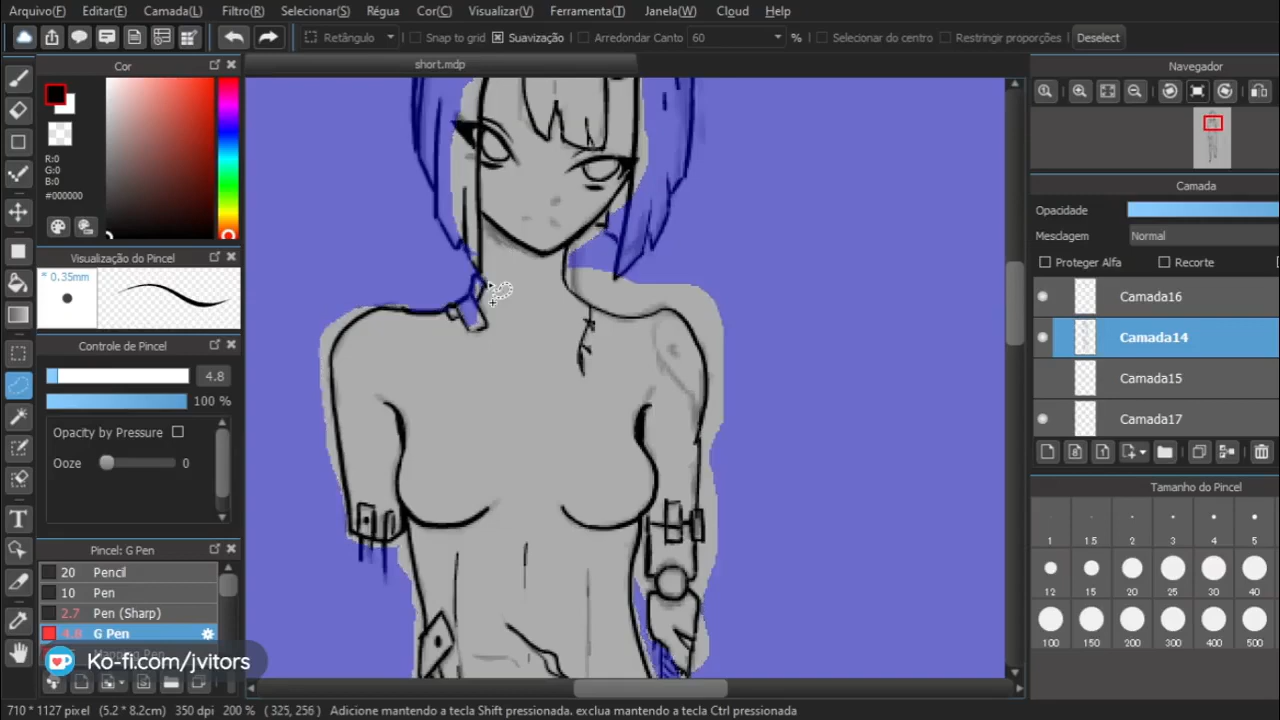 Arquivo(F) Editar(E) Camada(L) Filtro(R) Selecionar(S) Régua Cor(C) Visualizar(V) Ferramenta(T) Janela(W) Cloud Help
Retângulo Snap to grid Suavização Arredondar Canto 60 % Selecionar do centro Restringir proporções Deselect
Cor
short.mdp
Navegador
R:0
G:0
B:0
#000000
Camada
Opacidade
Mesclagem Normal
Proteger Alfa Recorte
Visualização do Pincel
* 0.35mm
Camada16
Camada14
Camada15
Camada17
Controle de Pincel
4.8
100 %
Opacity by Pressure
Ooze 0
Tamanho do Pincel
1 1.5 2 3 4 5
12 15 20 25 30 40
100 150 200 300 400 500
Pincel: G Pen
20 Pencil
10 Pen
2.7 Pen (Sharp)
4.8 G Pen
Ko-fi.com/jvitors
710 * 1127 pixel (5.2 * 8.2cm) 350 dpi 200 % ( 325, 256 ) Adicione mantendo a tecla Shift pressionada. exclua mantendo a tecla Ctrl pressionada